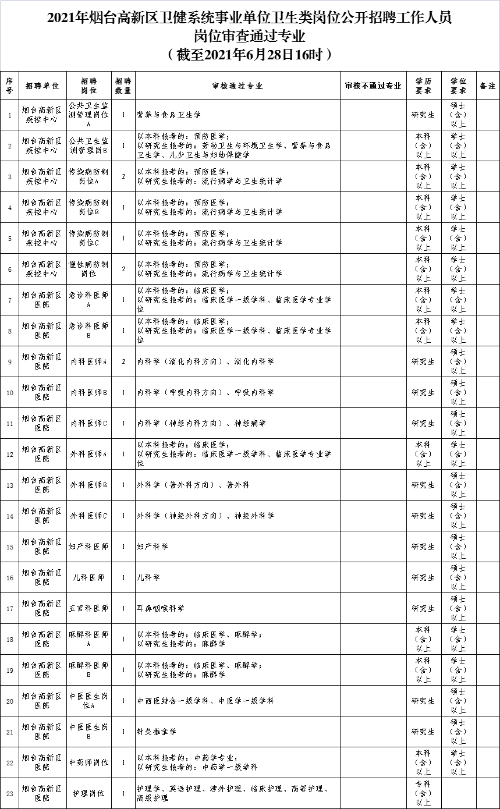 2021年烟台高新区卫健系统事业单位卫生类岗位公开招聘工作人员
岗位审查通过专业
（截至2021年6月28日16时）
序号 招聘单位 招聘岗位 招聘数量 审核通过专业 审核不通过专业 学历要求 学位要求 备注
1 烟台高新区疾控中心 公共卫生监测管理岗位A 1 营养与食品卫生学 研究生 硕士（含）以上
2 烟台高新区疾控中心 公共卫生监测管理岗B 1 以本科报考的：预防医学；
以研究生报考的：劳动卫生与环境卫生学、营养与食品卫生学、儿少卫生与妇幼保健学 本科（含）以上 学士（含）以上
3 烟台高新区疾控中心 传染病防制岗位A 2 以本科报考的：预防医学；
以研究生报考的：流行病学与卫生统计学 本科（含）以上 学士（含）以上
4 烟台高新区疾控中心 传染病防制岗位B 1 以本科报考的：预防医学；
以研究生报考的：流行病学与卫生统计学 本科（含）以上 学士（含）以上
5 烟台高新区疾控中心 传染病防制岗位C 1 以本科报考的：预防医学；
以研究生报考的：流行病学与卫生统计学 本科（含）以上 学士（含）以上
6 烟台高新区疾控中心 慢性病防制岗位 2 以本科报考的：预防医学；
以研究生报考的：流行病学与卫生统计学 本科（含）以上 学士（含）以上
7 烟台高新区医院 急诊科医师A 1 以本科报考的：临床医学；
以研究生报考的：临床医学一级学科、临床医学专业学位 本科（含）以上 学士（含）以上
8 烟台高新区医院 急诊科医师B 1 以本科报考的：临床医学；
以研究生报考的：临床医学一级学科、临床医学专业学位 本科（含）以上 学士（含）以上
9 烟台高新区医院 内科医师A 2 内科学（消化内科方向）、消化内科学 研究生 硕士（含）以上
10 烟台高新区医院 内科医师B 1 内科学（呼吸内科方向）、呼吸内科学 研究生 硕士（含）以上
11 烟台高新区医院 内科医师C 1 内科学（神经内科方向）、神经病学 研究生 硕士（含）以上
12 烟台高新区医院 外科医师A 1 以本科报考的：临床医学；
以研究生报考的：临床医学一级学科、临床医学专业学位 本科（含）以上 学士（含）以上
13 烟台高新区医院 外科医师B 1 外科学（普外科方向）、普外科 研究生 硕士（含）以上
14 烟台高新区医院 外科医师C 1 外科学（神经外科方向）、神经外科学 研究生 硕士（含）以上
15 烟台高新区医院 妇产科医师 1 妇产科学 研究生 硕士（含）以上
16 烟台高新区医院 儿科医师 1 儿科学 研究生 硕士（含）以上
17 烟台高新区医院 五官科医师 1 耳鼻咽喉科学 研究生 硕士（含）以上
18 烟台高新区医院 麻醉科医师A 1 以本科报考的：临床医学、麻醉学；
以研究生报考的：麻醉学 本科（含）以上 学士（含）以上
19 烟台高新区医院 麻醉科医师B 1 以本科报考的：临床医学、麻醉学；
以研究生报考的：麻醉学 本科（含）以上 学士（含）以上
20 烟台高新区医院 中医医生岗位A 1 中西医结合一级学科、中医学一级学科 研究生 硕士（含）以上
21 烟台高新区医院 中医医生岗B 1 针灸推拿学 研究生 硕士（含）以上
22 烟台高新区医院 中药师岗位 1 以本科报考的：中药学专业；
以研究生报考的：中药学一级学科 本科（含）以上 学士（含）以上
23 烟台高新区医院 护理岗位 1 护理学、英语护理、涉外护理、临床护理、高等护理、高级护理 专科（含）以上